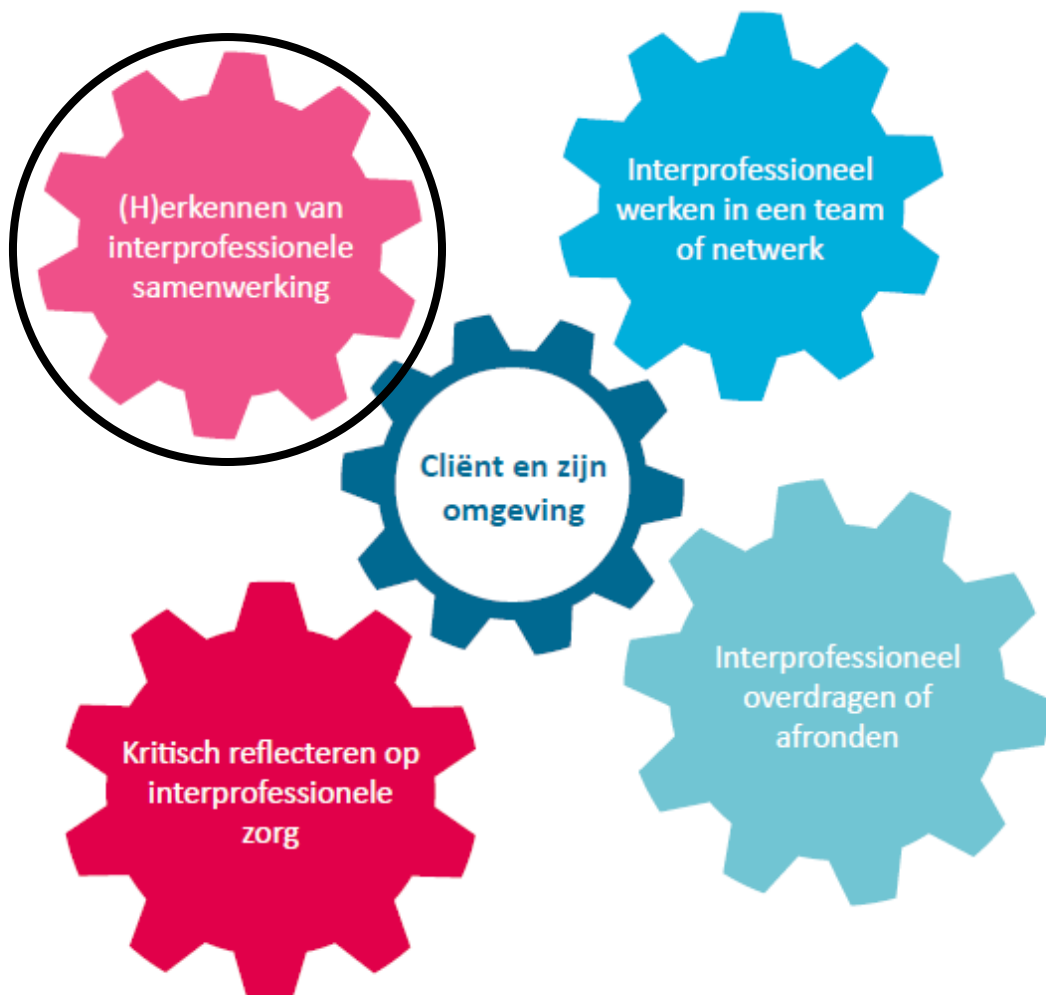 (H)erkennen van
interprofessionele
samenwerking
Interprofessioneel
werken in een team
of netwerk
Cliënt en zijn
omgeving
Interprofessioneel
overdragen of
afronden
Kritisch reflecteren op
interprofessionele
zorg